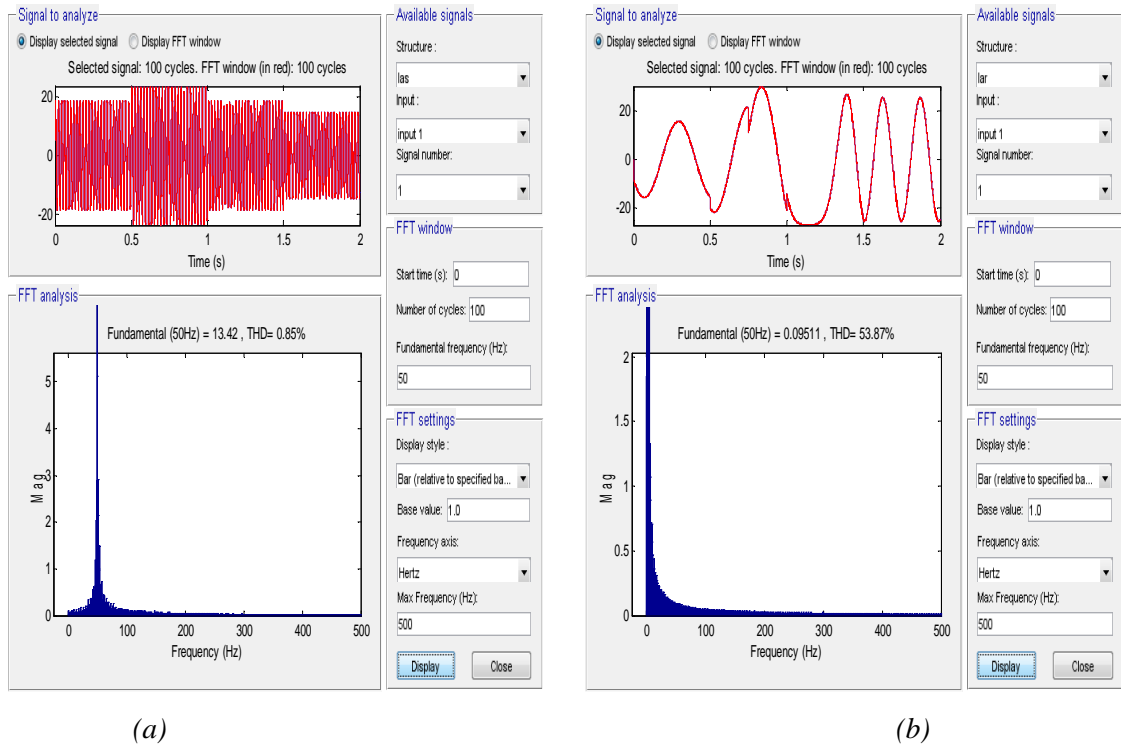 Signal to analyze
Display selected signal
Display FFT window
Selected signal: 100 cycles. FFT window (in red): 100 cycles
20
0
-20
0
0.5
1
1.5
2
Time (s)
FFT analysis
Fundamental (50Hz) = 13.42 , THD= 0.85%
5
4
3
2
1
0
Mag
0
100
200
300
400
500
Frequency (Hz)
Available signals
Structure :
Ias
Input :
input 1
Signal number:
1
FFT window
Start time (s): 0
Number of cycles: 100
Fundamental frequency (Hz):
50
FFT settings
Display style :
Bar (relative to specified ba...
Base value: 1.0
Frequency axis:
Hertz
Max Frequency (Hz):
500
Display
Close
(a)
Signal to analyze
Display selected signal
Display FFT window
Selected signal: 100 cycles. FFT window (in red): 100 cycles
20
0
-20
0
0.5
1
1.5
2
Time (s)
FFT analysis
Fundamental (50Hz) = 0.09511 , THD= 53.87%
2
1.5
1
0.5
0
Mag
0
100
200
300
400
500
Frequency (Hz)
Available signals
Structure :
Iar
Input :
input 1
Signal number:
1
FFT window
Start time (s): 0
Number of cycles: 100
Fundamental frequency (Hz):
50
FFT settings
Display style :
Bar (relative to specified ba...
Base value: 1.0
Frequency axis:
Hertz
Max Frequency (Hz):
500
Display
Close
(b)